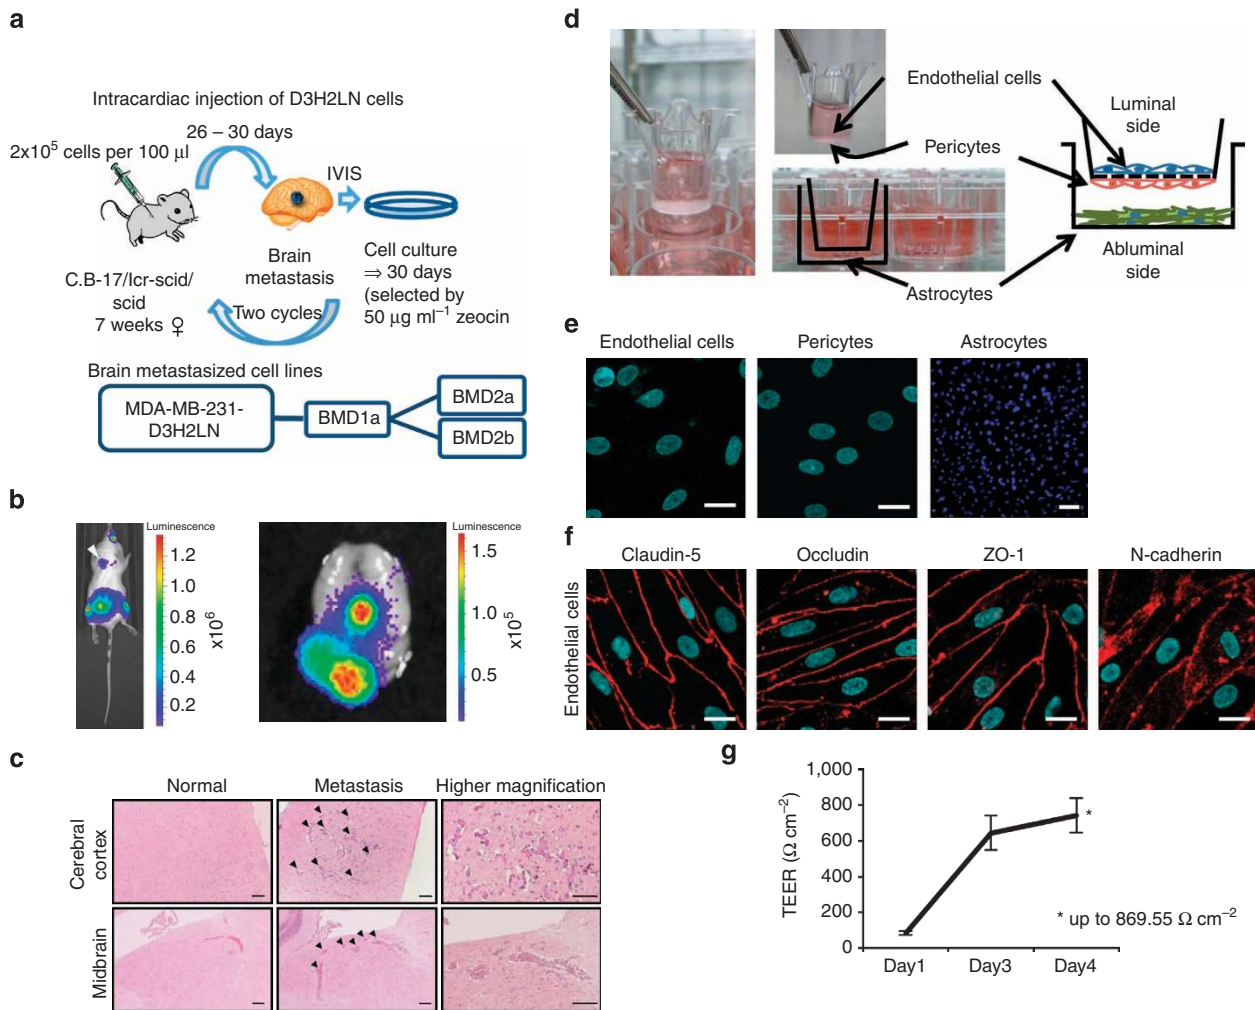 a
Intracardiac injection of D3H2LN cells
26 – 30 days
2x10⁵ cells per 100 µl
IVIS
C.B-17/lcr-scid/
scid
7 weeks ♀
Brain
metastasis
Two cycles
Cell culture
⇒ 30 days
(selected by
50 µg ml⁻¹ zeocin
Brain metastasized cell lines
MDA-MB-231-
D3H2LN
BMD1a
BMD2a
BMD2b
b
Luminescence
1.2
1.0
0.8
0.6
0.4
0.2
x10⁶
Luminescence
1.5
1.0
0.5
x10⁵
c
Normal
Metastasis
Higher magnification
Cerebral
cortex
Midbrain
d
Endothelial cells
Pericytes
Astrocytes
Luminal
side
Abluminal
side
e
Endothelial cells
Pericytes
Astrocytes
f
Claudin-5
Occludin
ZO-1
N-cadherin
Endothelial cells
g
TEER (Ω cm⁻²)
1,000
800
600
400
200
0
Day1
Day3
Day4
*
* up to 869.55 Ω cm⁻²